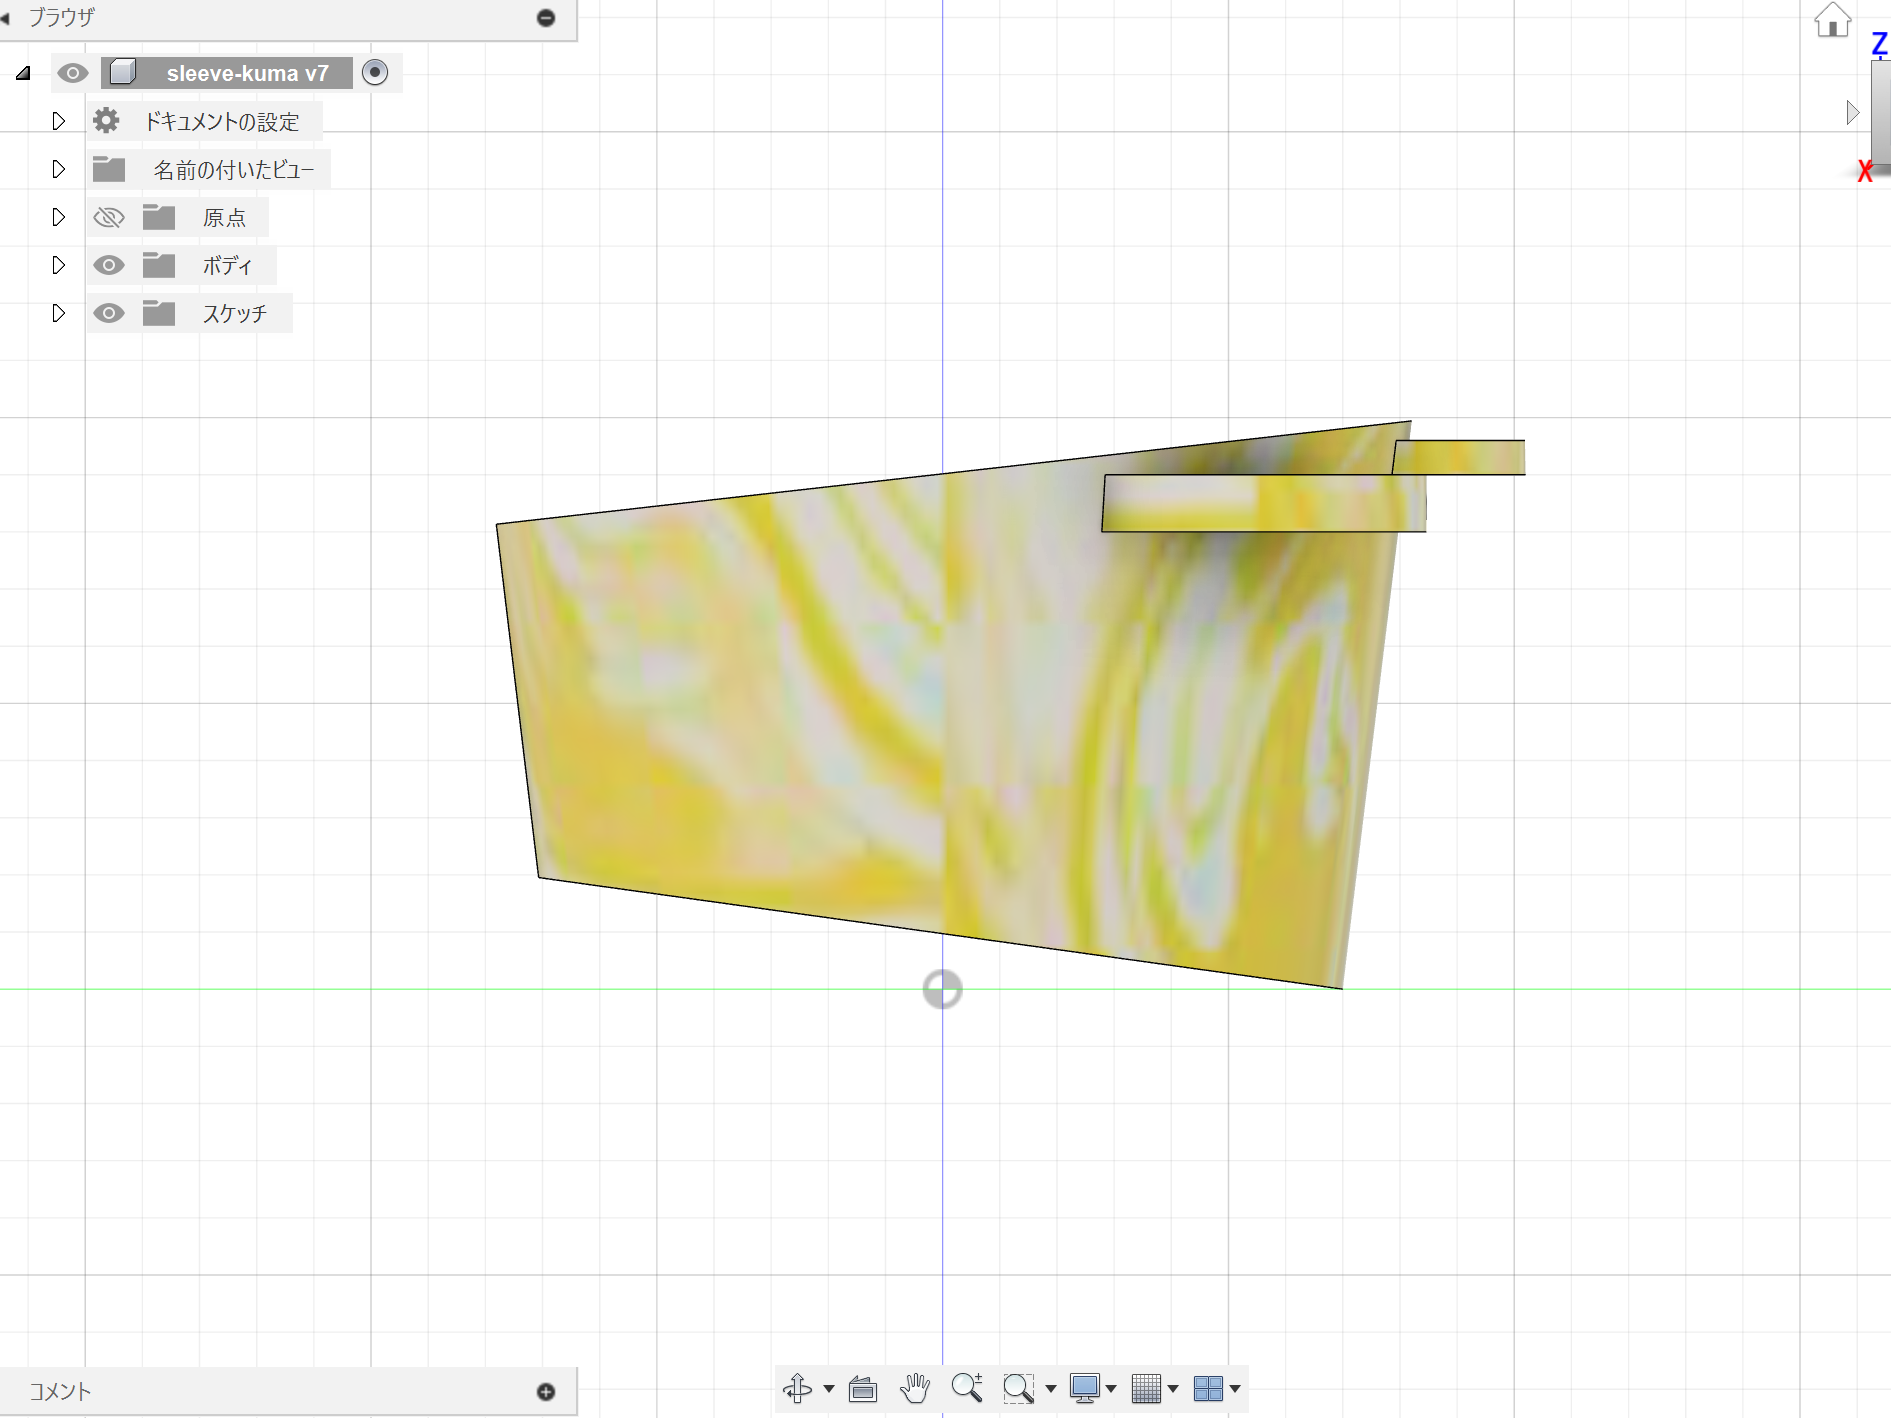 ブラウザ
sleeve-kuma v7
ドキュメントの設定
名前の付いたビュー
原点
ボディ
スケッチ
Z
X
コメント